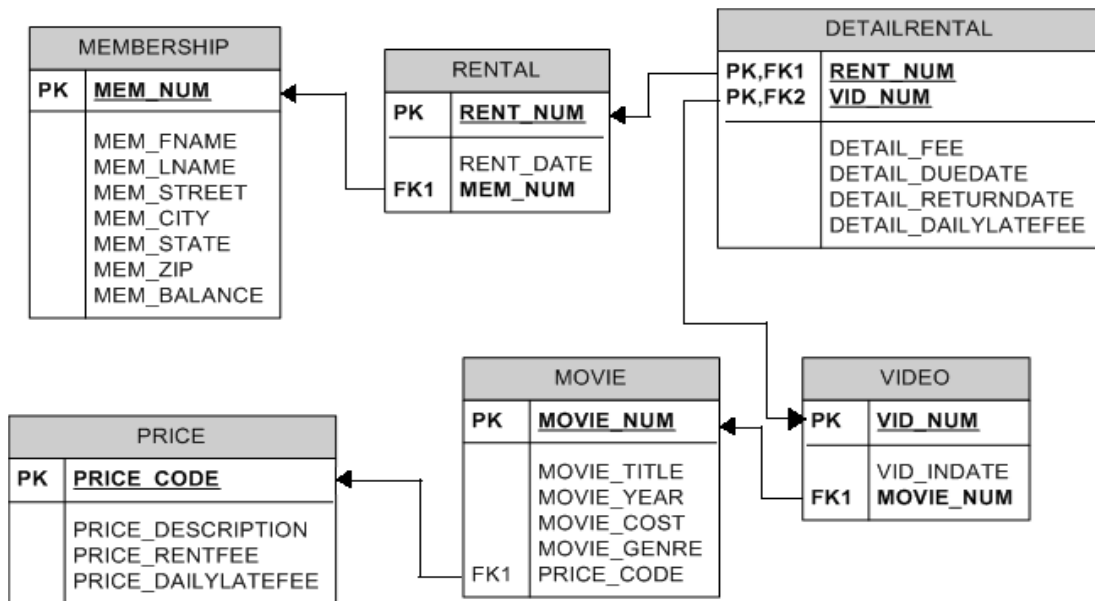 MEMBERSHIP
PK MEM_NUM
MEM_FNAME
MEM_LNAME
MEM_STREET
MEM_CITY
MEM_STATE
MEM_ZIP
MEM_BALANCE
RENTAL
PK RENT_NUM
RENT_DATE
FK1 MEM_NUM
DETAILRENTAL
PK,FK1 RENT_NUM
PK,FK2 VID_NUM
DETAIL_FEE
DETAIL_DUEDATE
DETAIL_RETURNDATE
DETAIL_DAILYLATEFEE
PRICE
PK PRICE_CODE
PRICE_DESCRIPTION
PRICE_RENTFEE
PRICE_DAILYLATEFEE
MOVIE
PK MOVIE_NUM
MOVIE_TITLE
MOVIE_YEAR
MOVIE_COST
MOVIE_GENRE
FK1 PRICE_CODE
VIDEO
PK VID_NUM
VID_INDATE
FK1 MOVIE_NUM